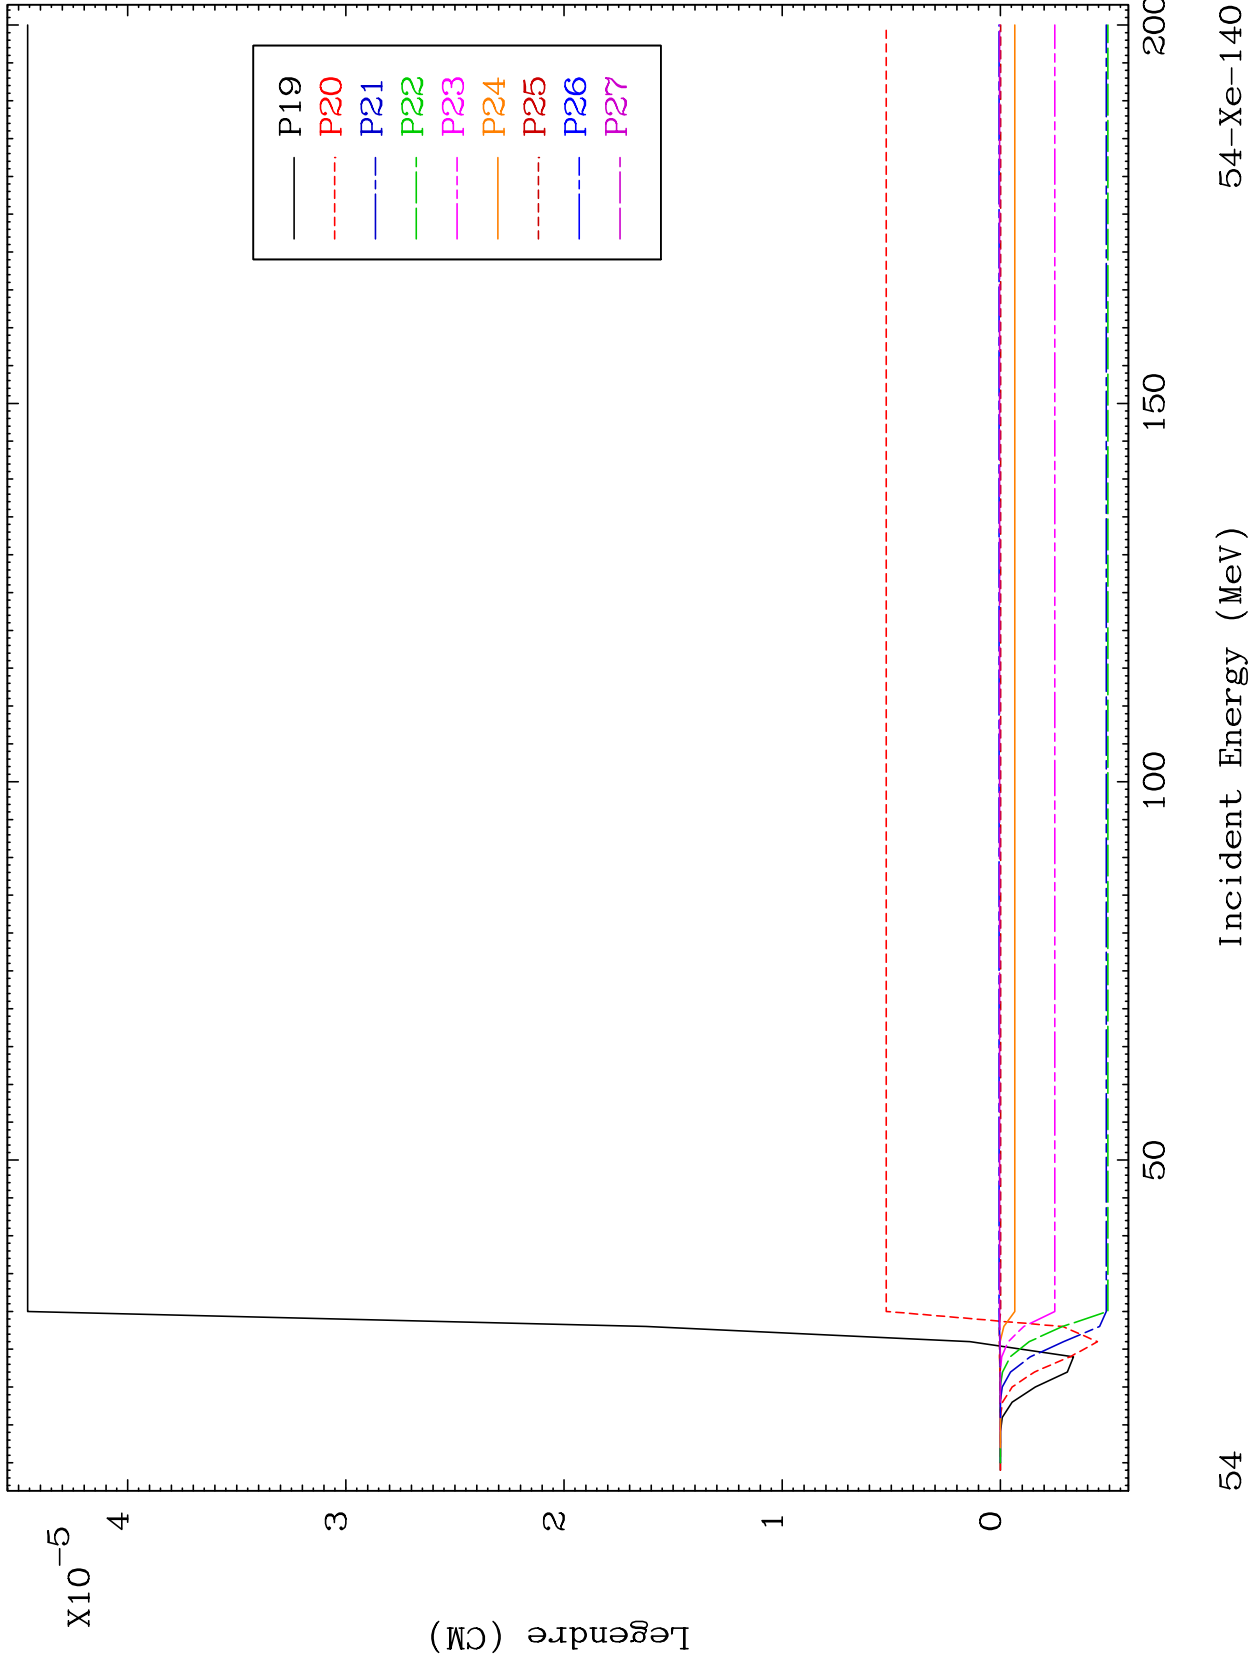 X10-5
4
3
2
1
0
Legendre (CM)
P19
P20
P21
P22
P23
P24
P25
P26
P27
50
100
150
200
54
Incident Energy (MeV)
54-Xe-140